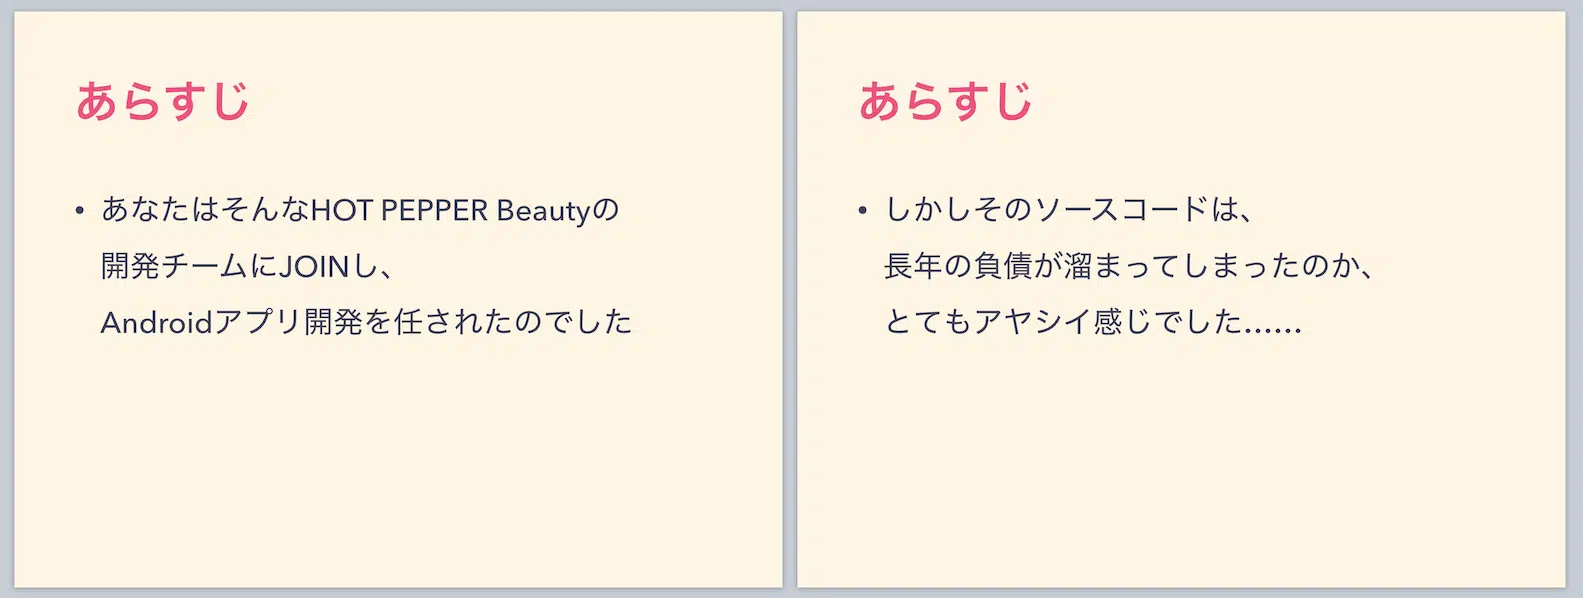 あらすじ
• あなたはそんなHOT PEPPER Beautyの
開発チームにJOINし、
Androidアプリ開発を任されたのでした
あらすじ
• しかしそのソースコードは、
長年の負債が溜まってしまったのか、
とてもアヤシイ感じでした……